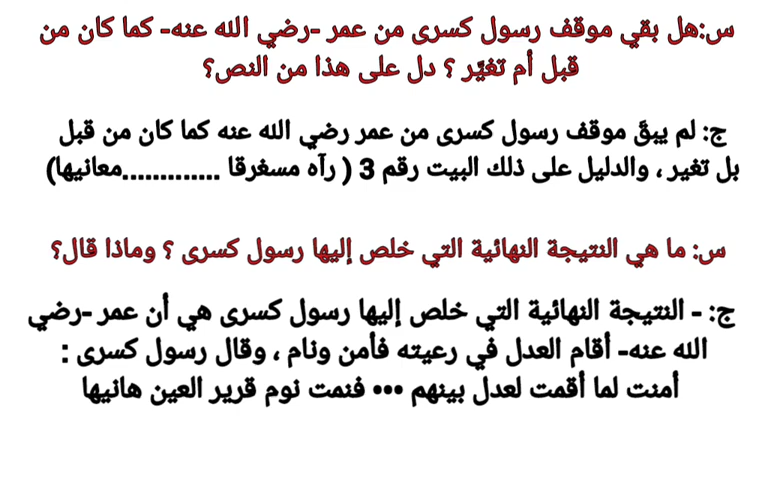 س:هل بقي موقف رسول كسرى من عمر -رضي الله عنه- كما كان من
قبل أم تغيَّر ؟ دل على هذا من النص؟
ج: لم يبقَ موقف رسول كسرى من عمر رضي الله عنه كما كان من قبل
بل تغير ، والدليل على ذلك البيت رقم 3 ( رآه مسغرقا .............معانيها)
س: ما هي النتيجة النهائية التي خلص إليها رسول كسرى ؟ وماذا قال؟
ج: - النتيجة النهائية التي خلص إليها رسول كسرى هي أن عمر -رضي
الله عنه- أقام العدل في رعيته فأمن ونام ، وقال رسول كسرى :
أمنت لما أقمت لعدل بينهم ••• فنمت نوم قرير العين هانيها